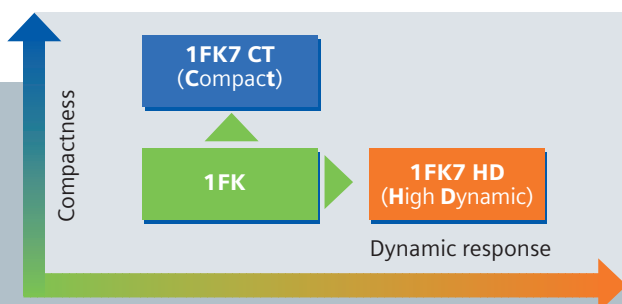 1FK7 CT
(Compact)
Compactness
1FK
1FK7 HD
(High Dynamic)
Dynamic response